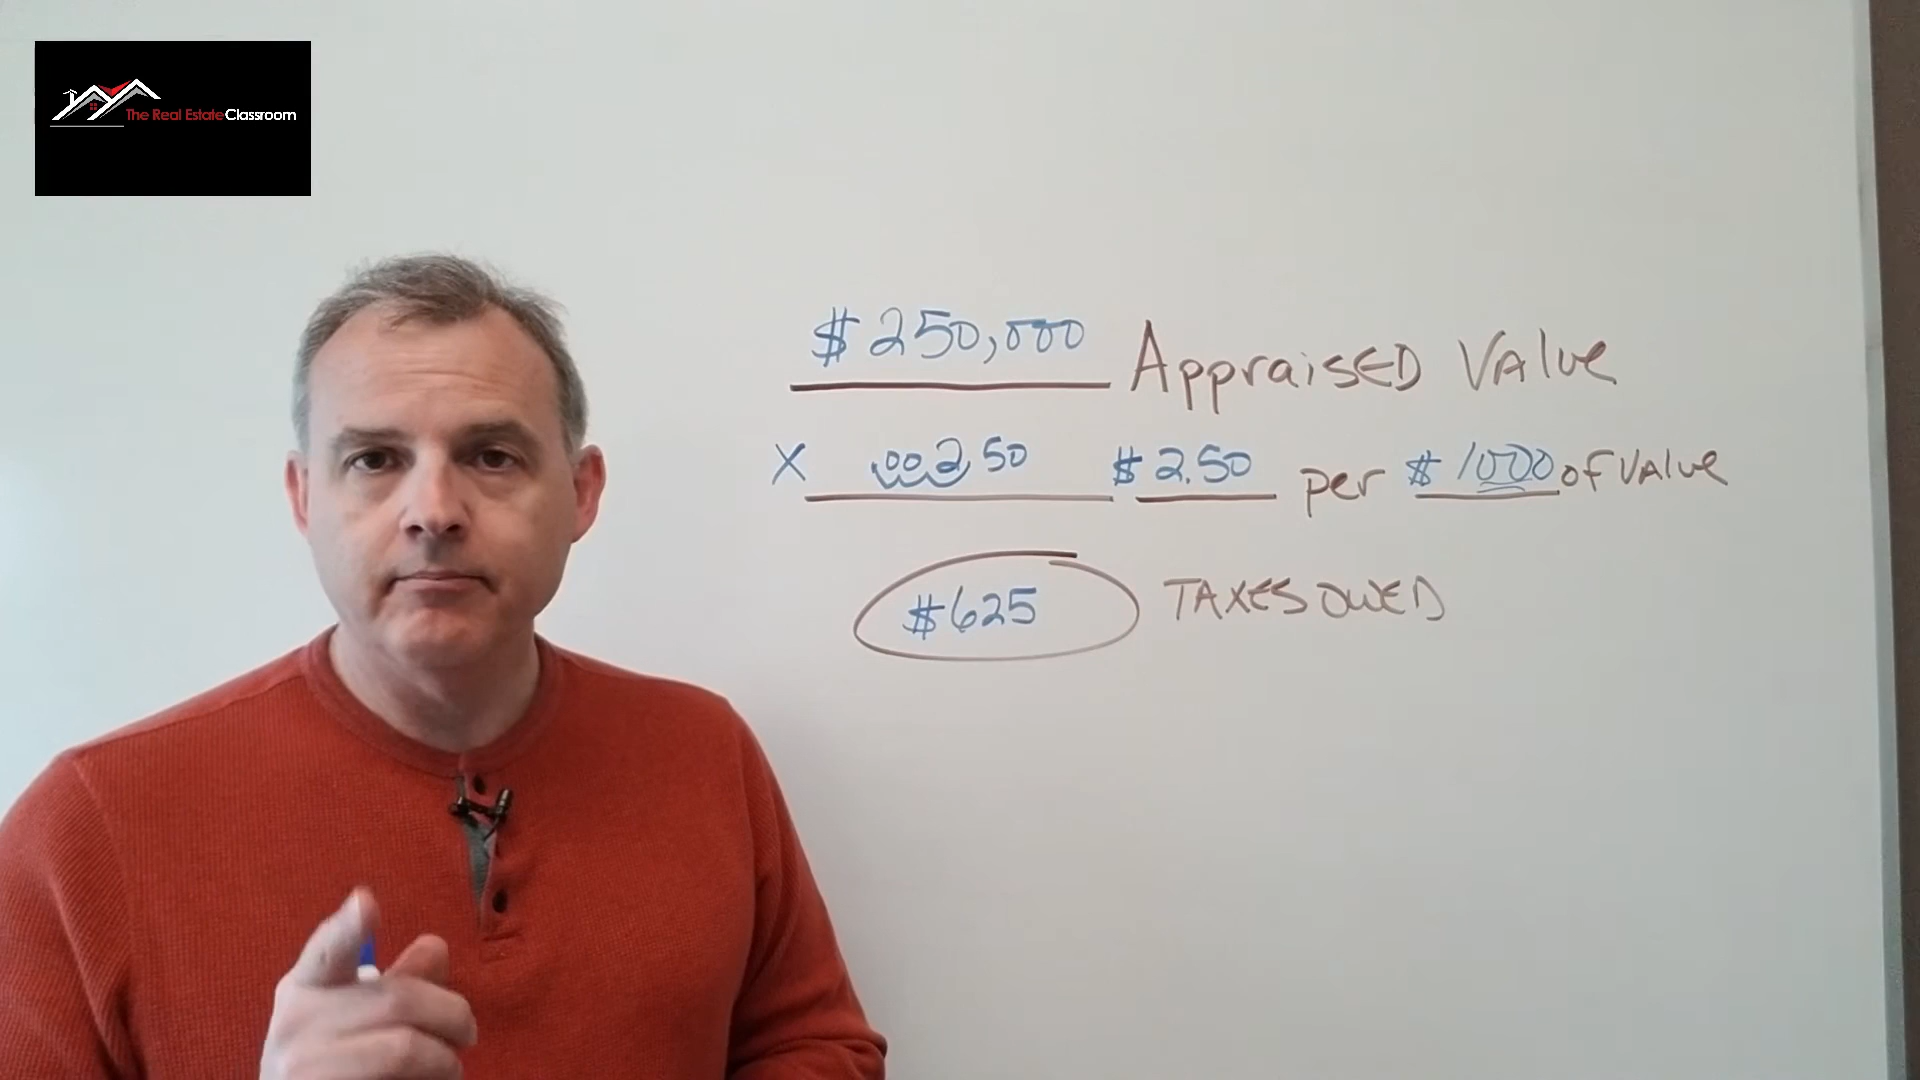 The Real Estate Classroom
$250,000 Appraised Value
X .00250 $2.50 per $1000 of value
$625 TAXES OWED